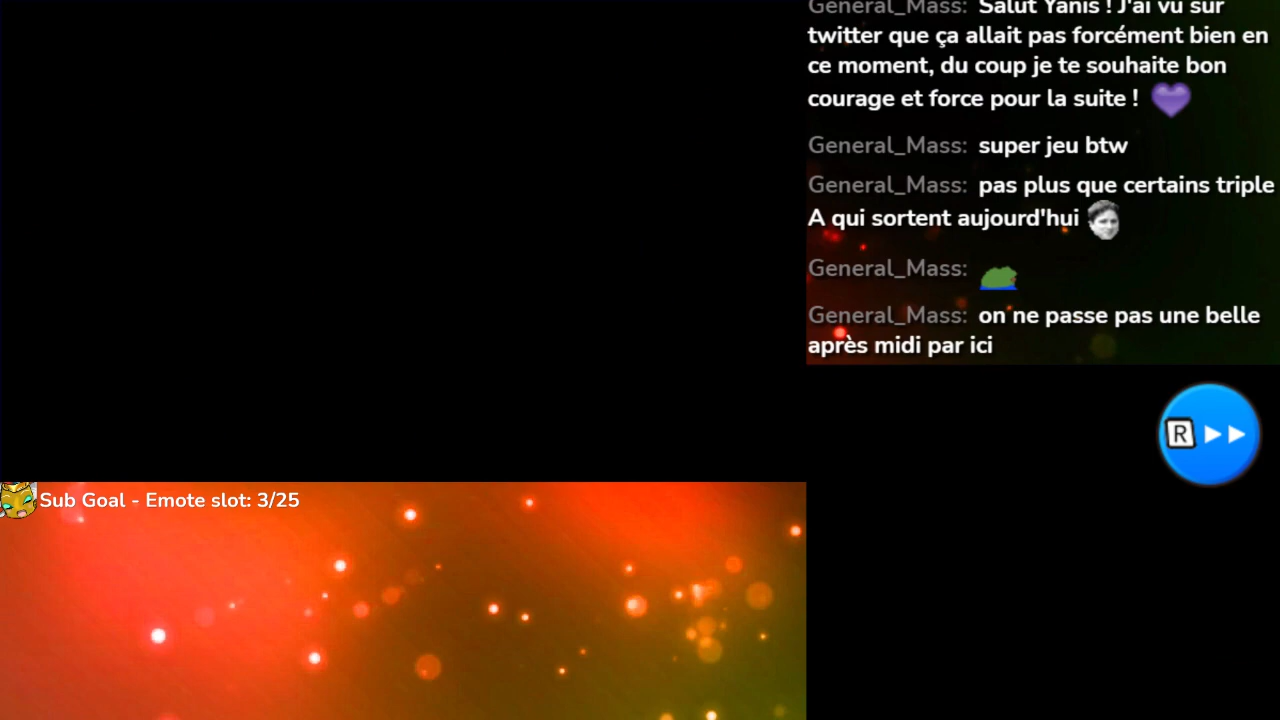 General_Mass: Salut Yanis ! J'ai vu sur
twitter que ça allait pas forcément bien en
ce moment, du coup je te souhaite bon
courage et force pour la suite !
General_Mass: super jeu btw
General_Mass: pas plus que certains triple
A qui sortent aujourd'hui
General_Mass:
General_Mass: on ne passe pas une belle
après midi par ici
R
Sub Goal - Emote slot: 3/25